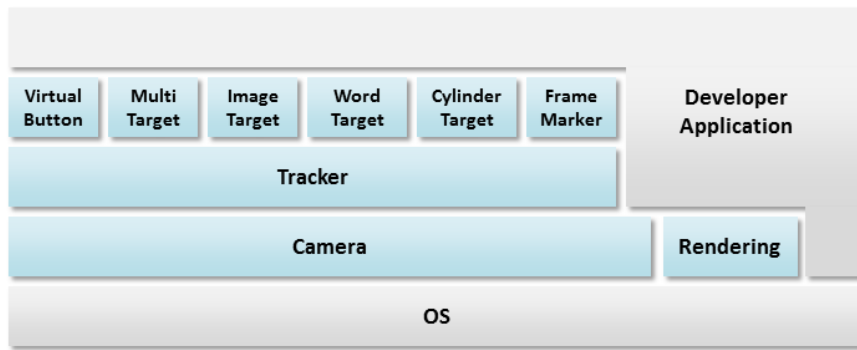 Virtual
Button
Multi
Target
Image
Target
Word
Target
Cylinder
Target
Frame
Marker
Developer
Application
Tracker
Camera
Rendering
OS